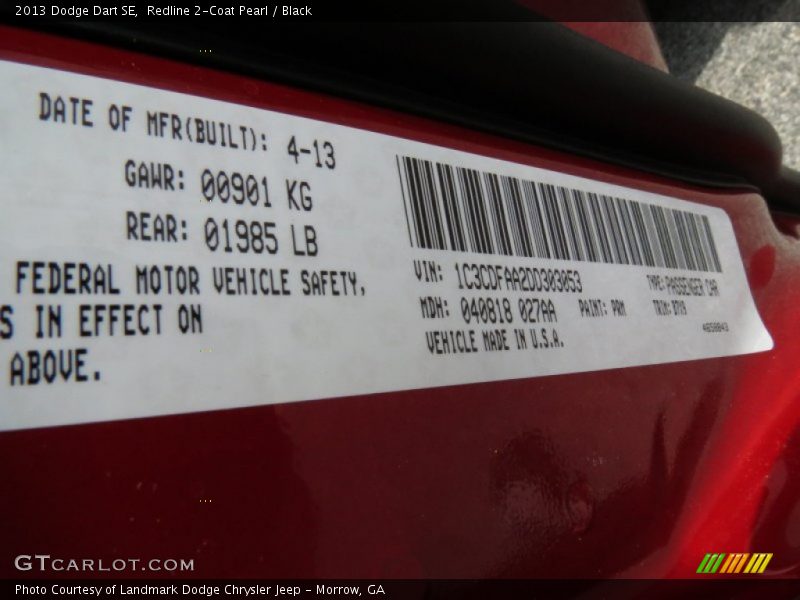 2013 Dodge Dart SE,  Redline 2-Coat Pearl / Black
DATE OF MFR(BUILT): 4-13
GAWR: 00901 KG
REAR: 01985 LB
FEDERAL MOTOR VEHICLE SAFETY,
S IN EFFECT ON
ABOVE.
VIN: 1C3CDFAA2DD303053
TYPE: PASSENGER CAR
MDH: 040818 027AA
PAINT: PRM
TRIM:
VEHICLE MADE IN U.S.A.
GTCARLOT.COM
Photo Courtesy of Landmark Dodge Chrysler Jeep - Morrow, GA